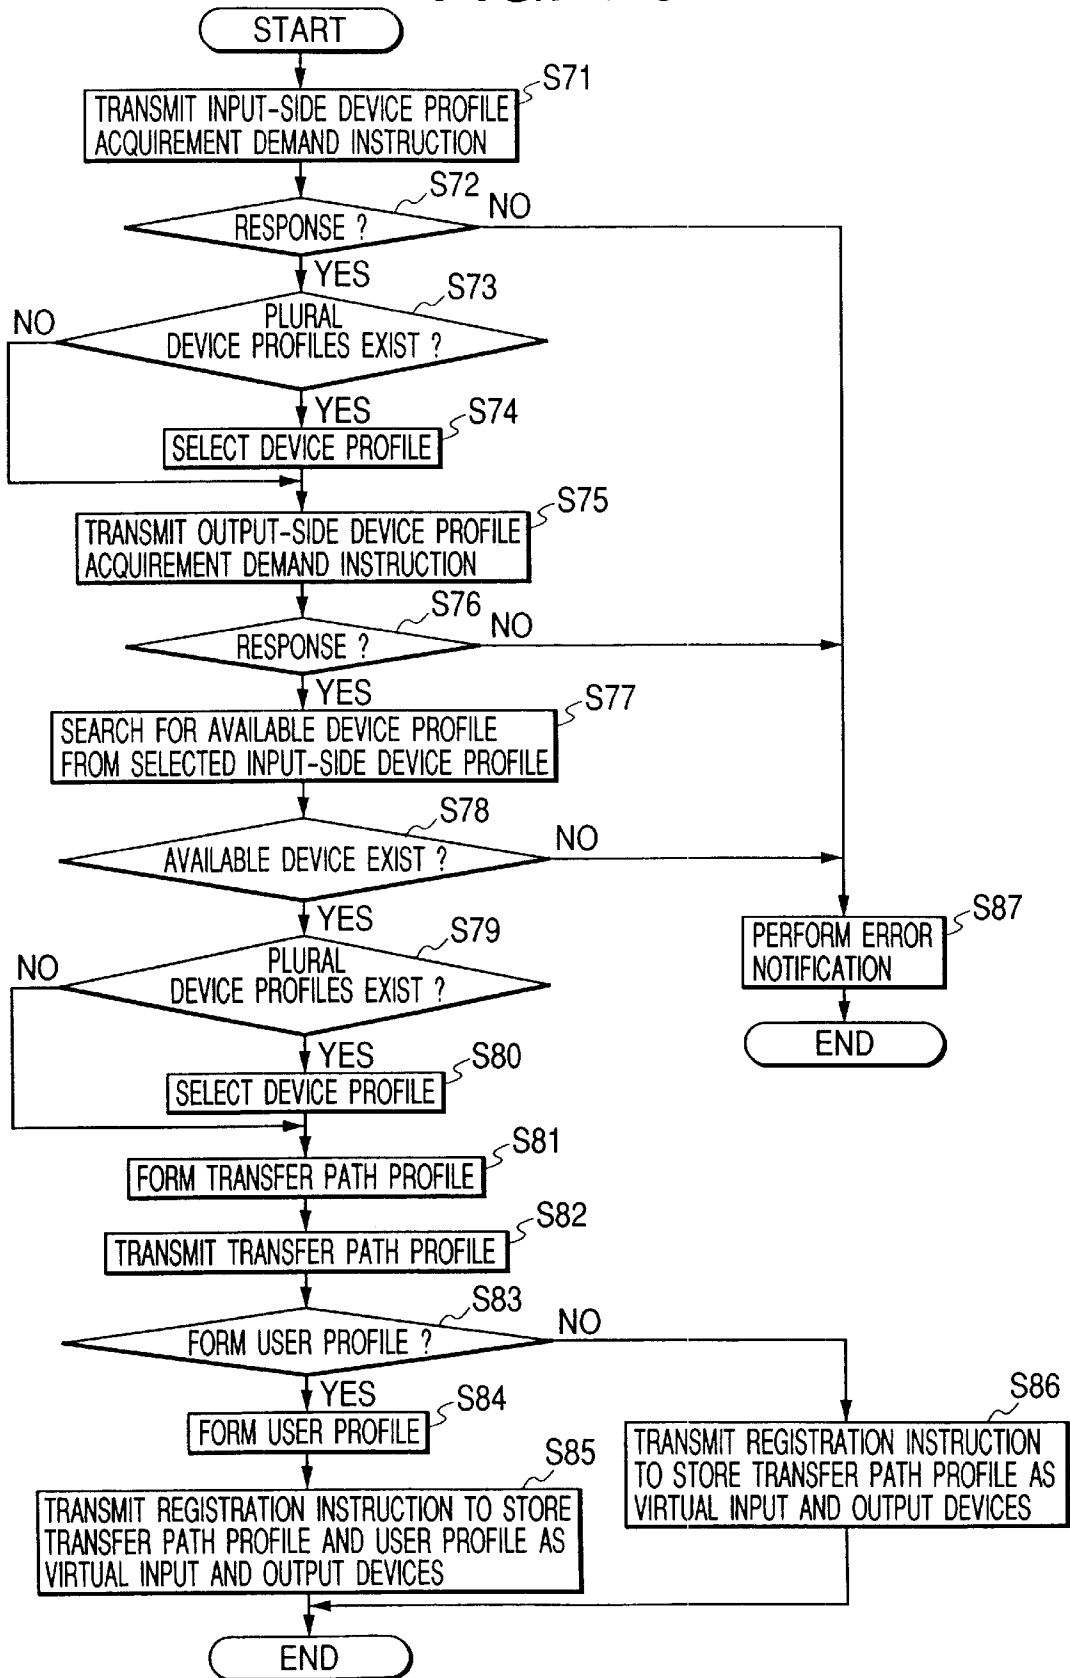 START
S71
TRANSMIT INPUT-SIDE DEVICE PROFILE
ACQUIREMENT DEMAND INSTRUCTION
S72
RESPONSE ?
NO
YES
S73
NO
PLURAL
DEVICE PROFILES EXIST ?
YES
S74
SELECT DEVICE PROFILE
S75
TRANSMIT OUTPUT-SIDE DEVICE PROFILE
ACQUIREMENT DEMAND INSTRUCTION
S76
RESPONSE ?
NO
YES
S77
SEARCH FOR AVAILABLE DEVICE PROFILE
FROM SELECTED INPUT-SIDE DEVICE PROFILE
S78
AVAILABLE DEVICE EXIST ?
NO
YES
S79
NO
PLURAL
DEVICE PROFILES EXIST ?
S87
PERFORM ERROR
NOTIFICATION
END
YES
S80
SELECT DEVICE PROFILE
S81
FORM TRANSFER PATH PROFILE
S82
TRANSMIT TRANSFER PATH PROFILE
S83
FORM USER PROFILE ?
NO
YES
S84
FORM USER PROFILE
S85
TRANSMIT REGISTRATION INSTRUCTION TO STORE
TRANSFER PATH PROFILE AND USER PROFILE AS
VIRTUAL INPUT AND OUTPUT DEVICES
S86
TRANSMIT REGISTRATION INSTRUCTION
TO STORE TRANSFER PATH PROFILE AS
VIRTUAL INPUT AND OUTPUT DEVICES
END